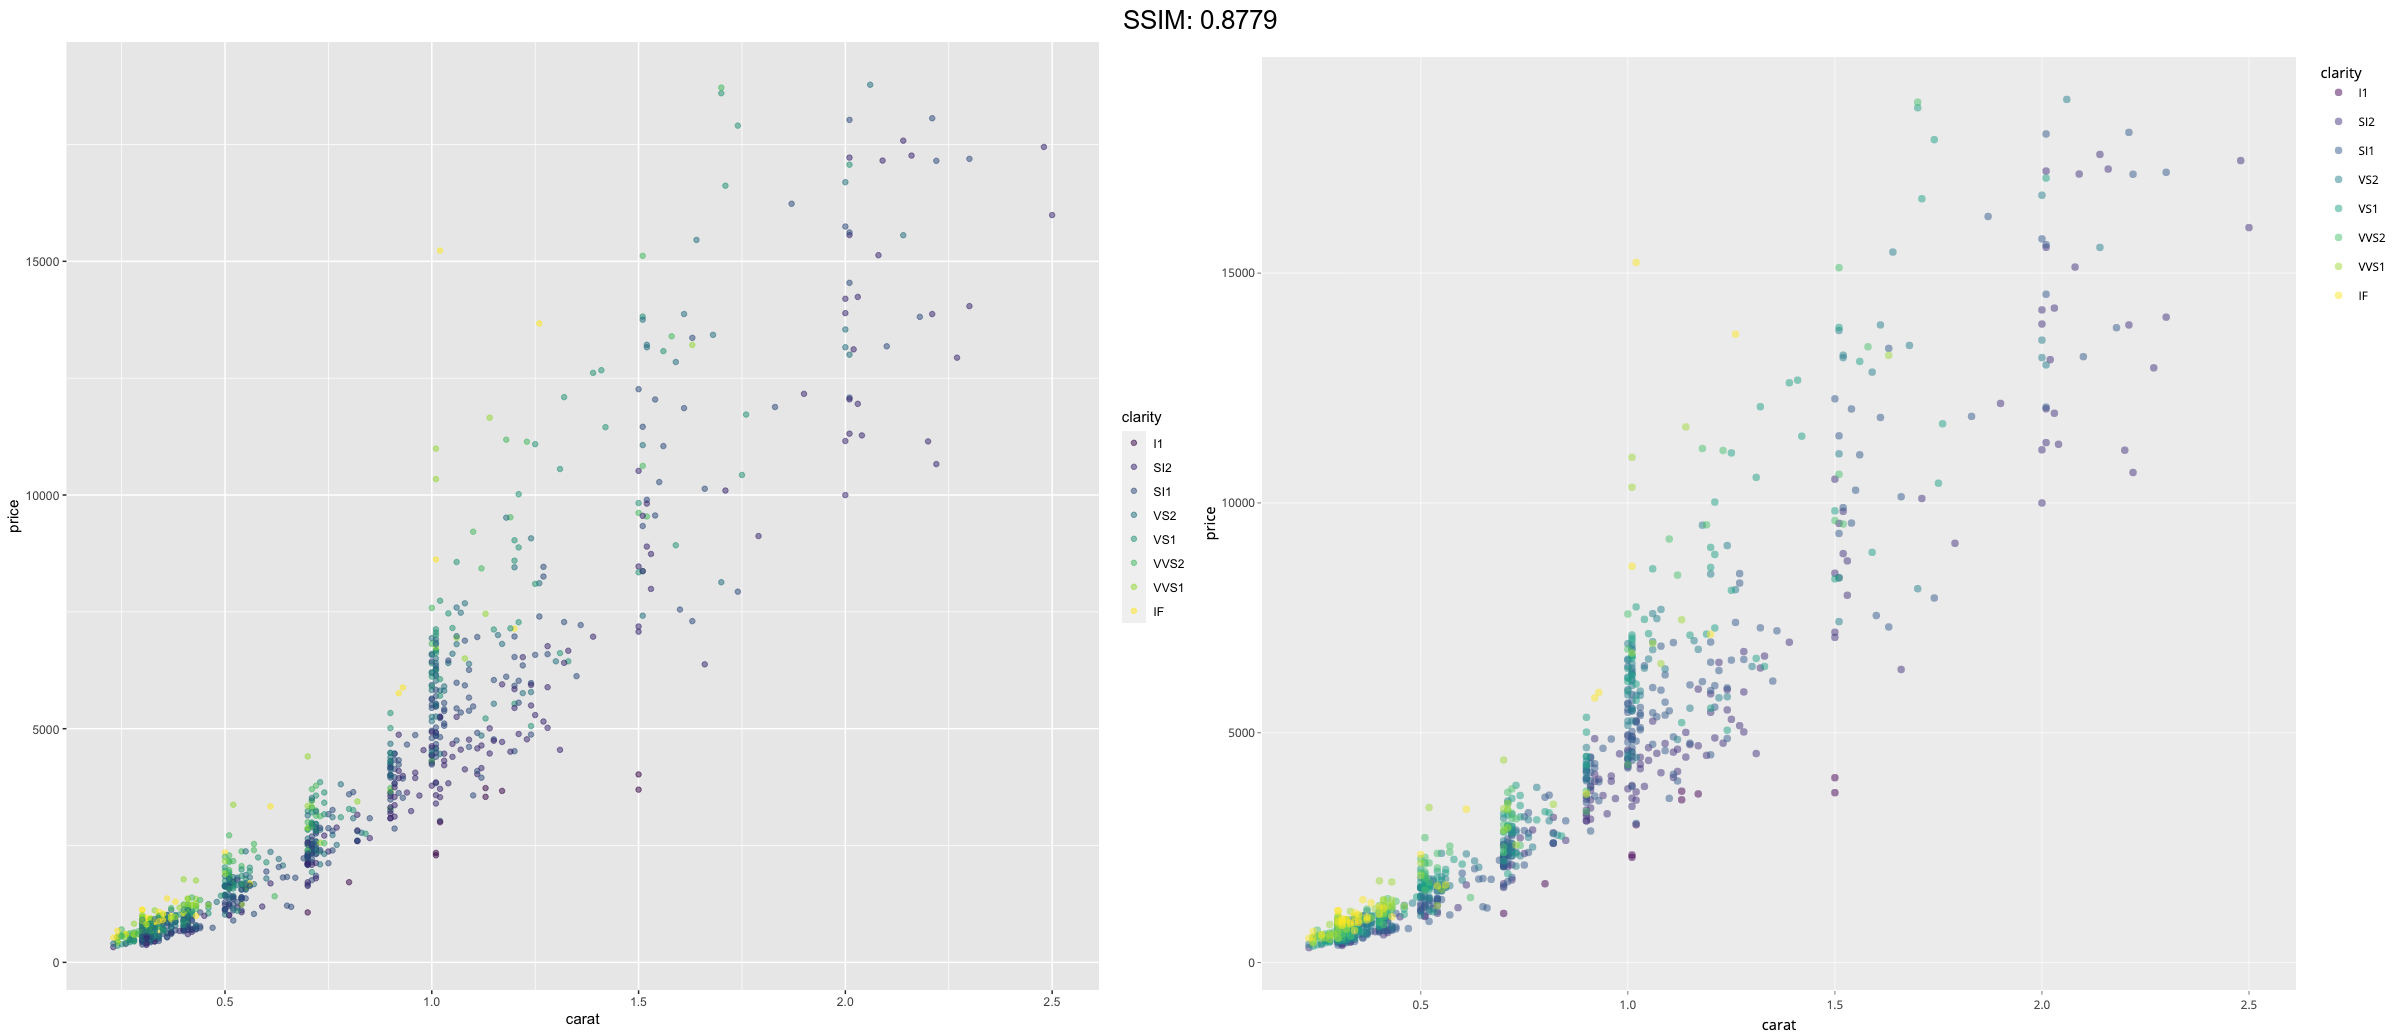 SSIM: 0.8779
price
15000
10000
5000
0
0.5 1.0 1.5 2.0 2.5
carat
clarity
I1
SI2
SI1
VS2
VS1
VVS2
VVS1
IF
price
15000
10000
5000
0
0.5 1.0 1.5 2.0 2.5
carat
clarity
I1
SI2
SI1
VS2
VS1
VVS2
VVS1
IF